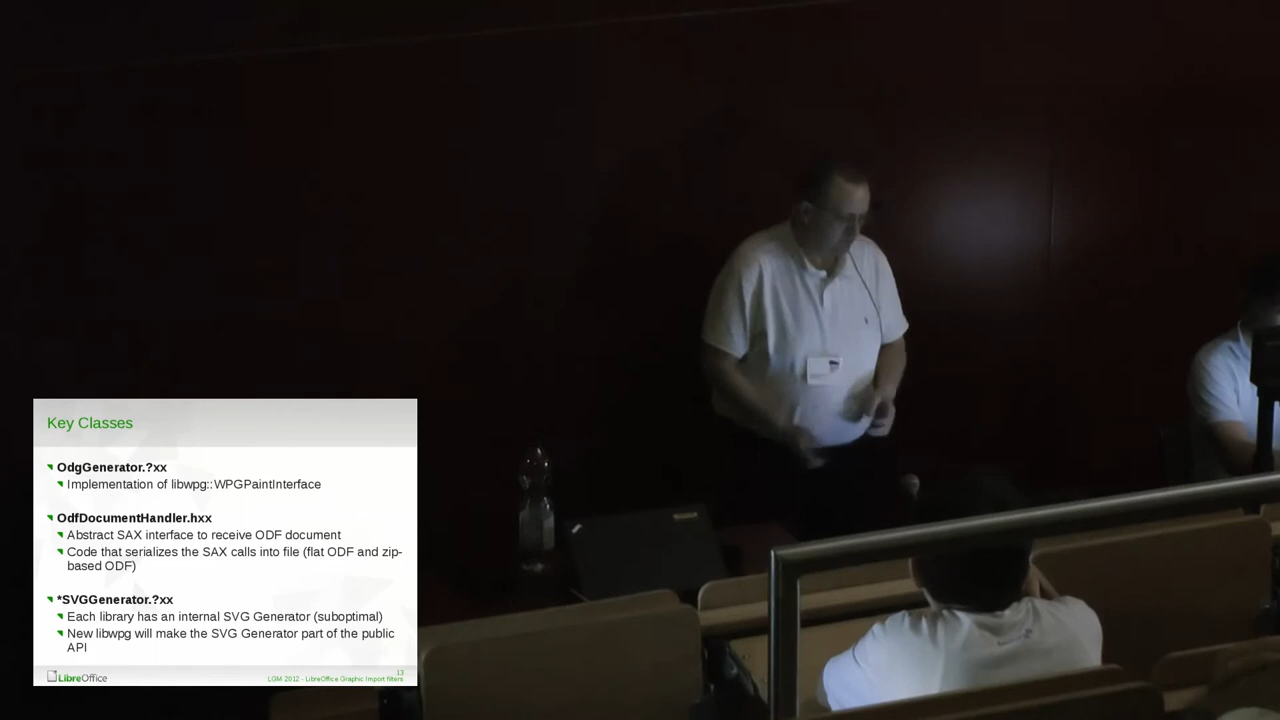 Key Classes
OdgGenerator.?xx
Implementation of libwpg::WPGPaintInterface
OdfDocumentHandler.hxx
Abstract SAX interface to receive ODF document
Code that serializes the SAX calls into file (flat ODF and zip-
based ODF)
*SVGGenerator.?xx
Each library has an internal SVG Generator (suboptimal)
New libwpg will make the SVG Generator part of the public
API
13
LibreOffice
LGM 2012 - LibreOffice Graphic Import filters